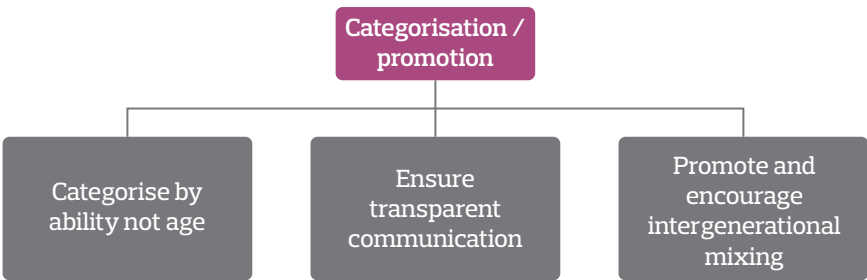 Categorisation /
promotion
Categorise by
ability not age
Ensure
transparent
communication
Promote and
encourage
intergenerational
mixing